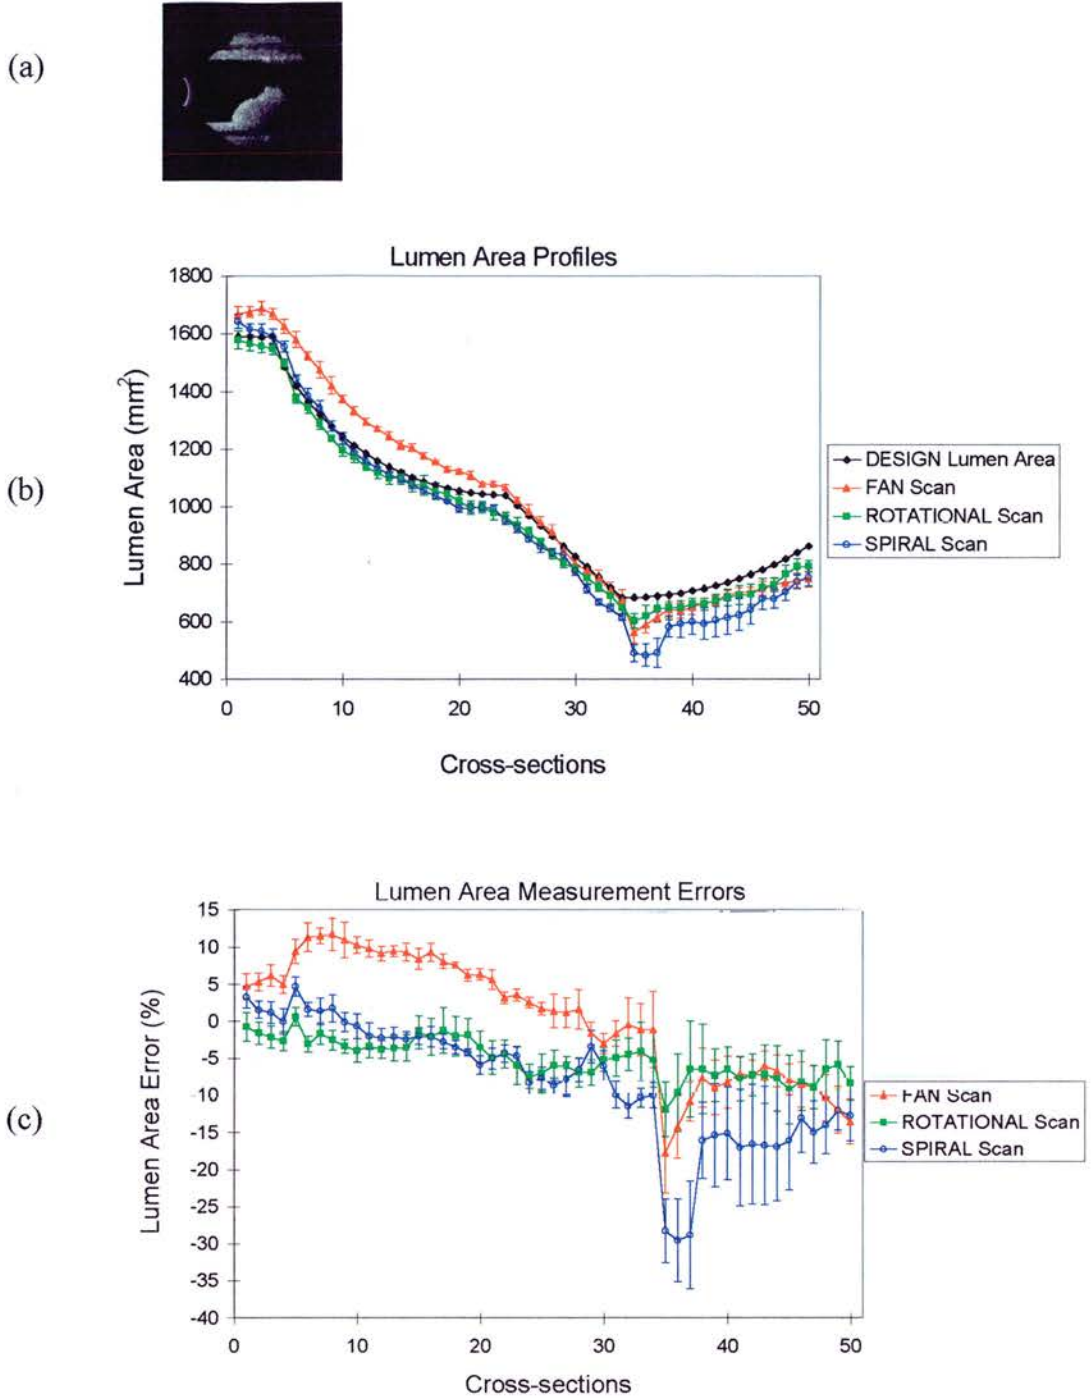 (a)
(b)
Lumen Area Profiles
Lumen Area (mm²)
1800
1600
1400
1200
1000
800
600
400
0
10
20
30
40
50
Cross-sections
DESIGN Lumen Area
FAN Scan
ROTATIONAL Scan
SPIRAL Scan
(c)
Lumen Area Measurement Errors
Lumen Area Error (%)
15
10
5
0
-5
-10
-15
-20
-25
-30
-35
-40
0
10
20
30
40
50
Cross-sections
FAN Scan
ROTATIONAL Scan
SPIRAL Scan